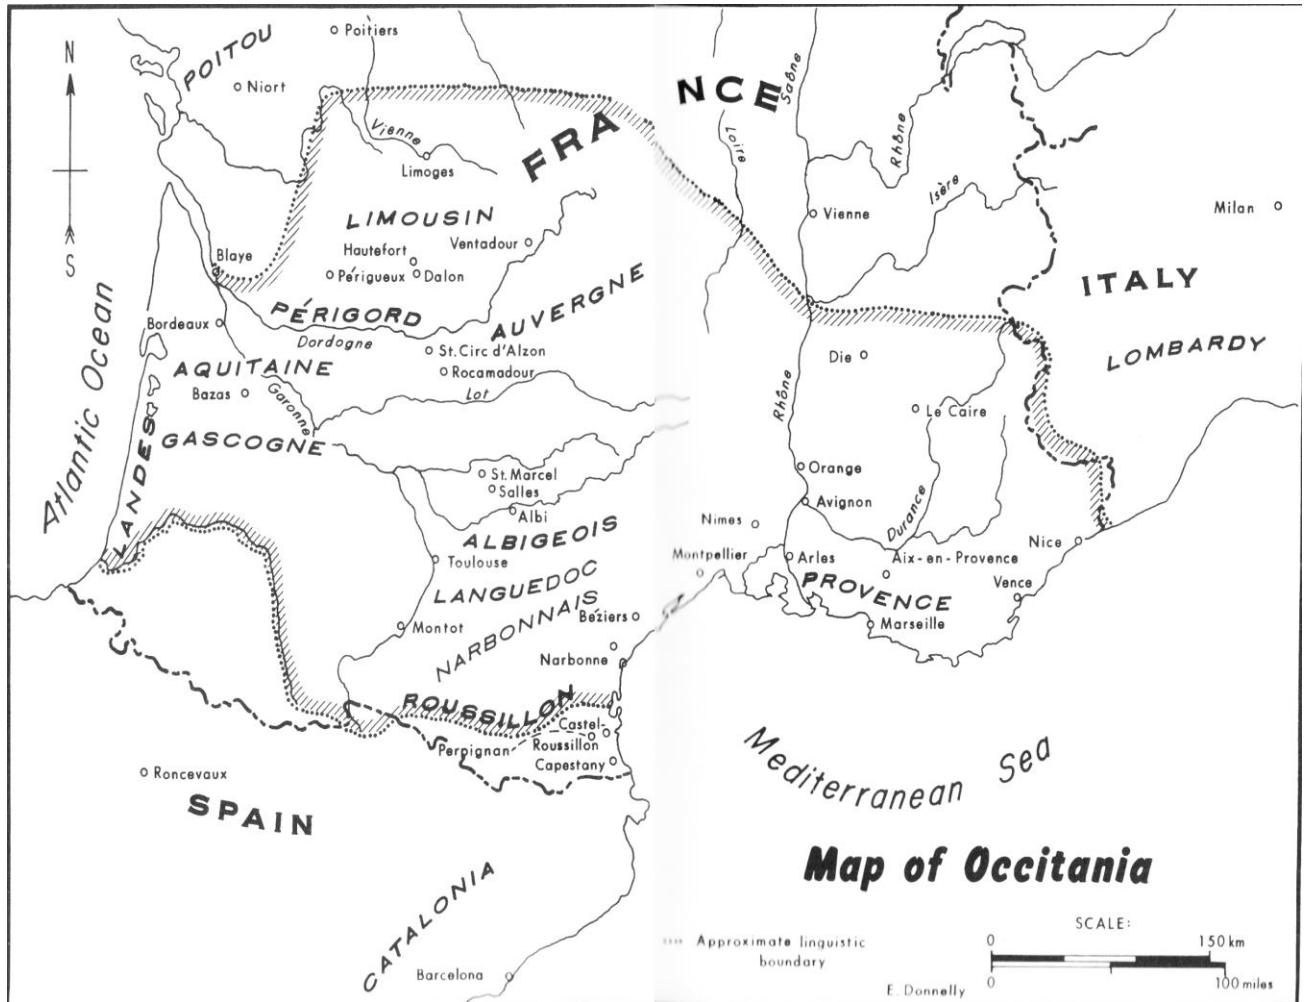 N
S
POITOU
Poitiers
Niort
Vienne
Limoges
FRANCE
Loire
Saône
Rhône
Isère
Vienne
Milan
LIMOUSIN
Hautefort
Ventadour
Blaye
Périgueux
Dalon
PÉRIGORD
AUVERGNE
ITALY
Atlantic Ocean
Bordeaux
Dordogne
St. Circ d'Alzon
Rocamadour
AQUITAINE
Bazas
Garonne
Lot
Die
LOMBARDY
Rhône
Le Caire
LANDES
GASCOGNE
St. Marcel
Salles
Albi
Orange
Avignon
Nimes
Durance
ALBIGEOIS
Toulouse
Montpellier
Arles
Aix-en-Provence
Nice
LANGUEDOC
PROVENCE
Vence
NARBONNAIS
Montot
Béziers
Marseille
Narbonne
ROUSSILLON
Castel-
Roussillon
Perpignan
Capestany
Roncevaux
SPAIN
Mediterranean Sea
CATALONIA
Barcelona
Map of Occitania
SCALE:
0 150 km
0 100 miles
Approximate linguistic
boundary
E. Donnelly